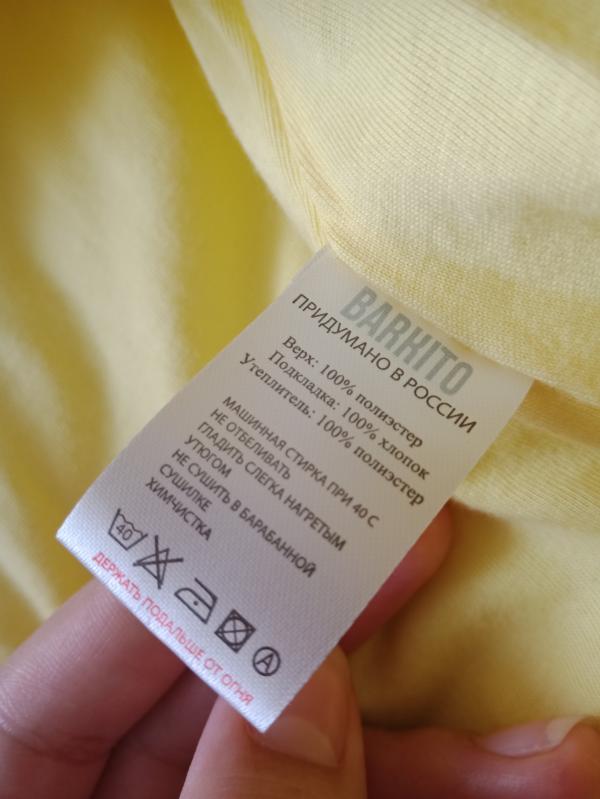 BARKITO
ПРИДУМАНО В РОССИИ
Верх: 100% полиэстер
Подкладка: 100% хлопок
Утеплитель: 100% полиэстер
МАШИННАЯ СТИРКА ПРИ 40 С
НЕ ОТБЕЛИВАТЬ
ГЛАДИТЬ СЛЕГКА НАГРЕТЫМ
УТЮГОМ
НЕ СУШИТЬ В БАРАБАННОЙ
СУШИЛКЕ
ХИМЧИСТКА
40 A
ДЕРЖАТЬ ПОДАЛЬШЕ ОТ ОГНЯ